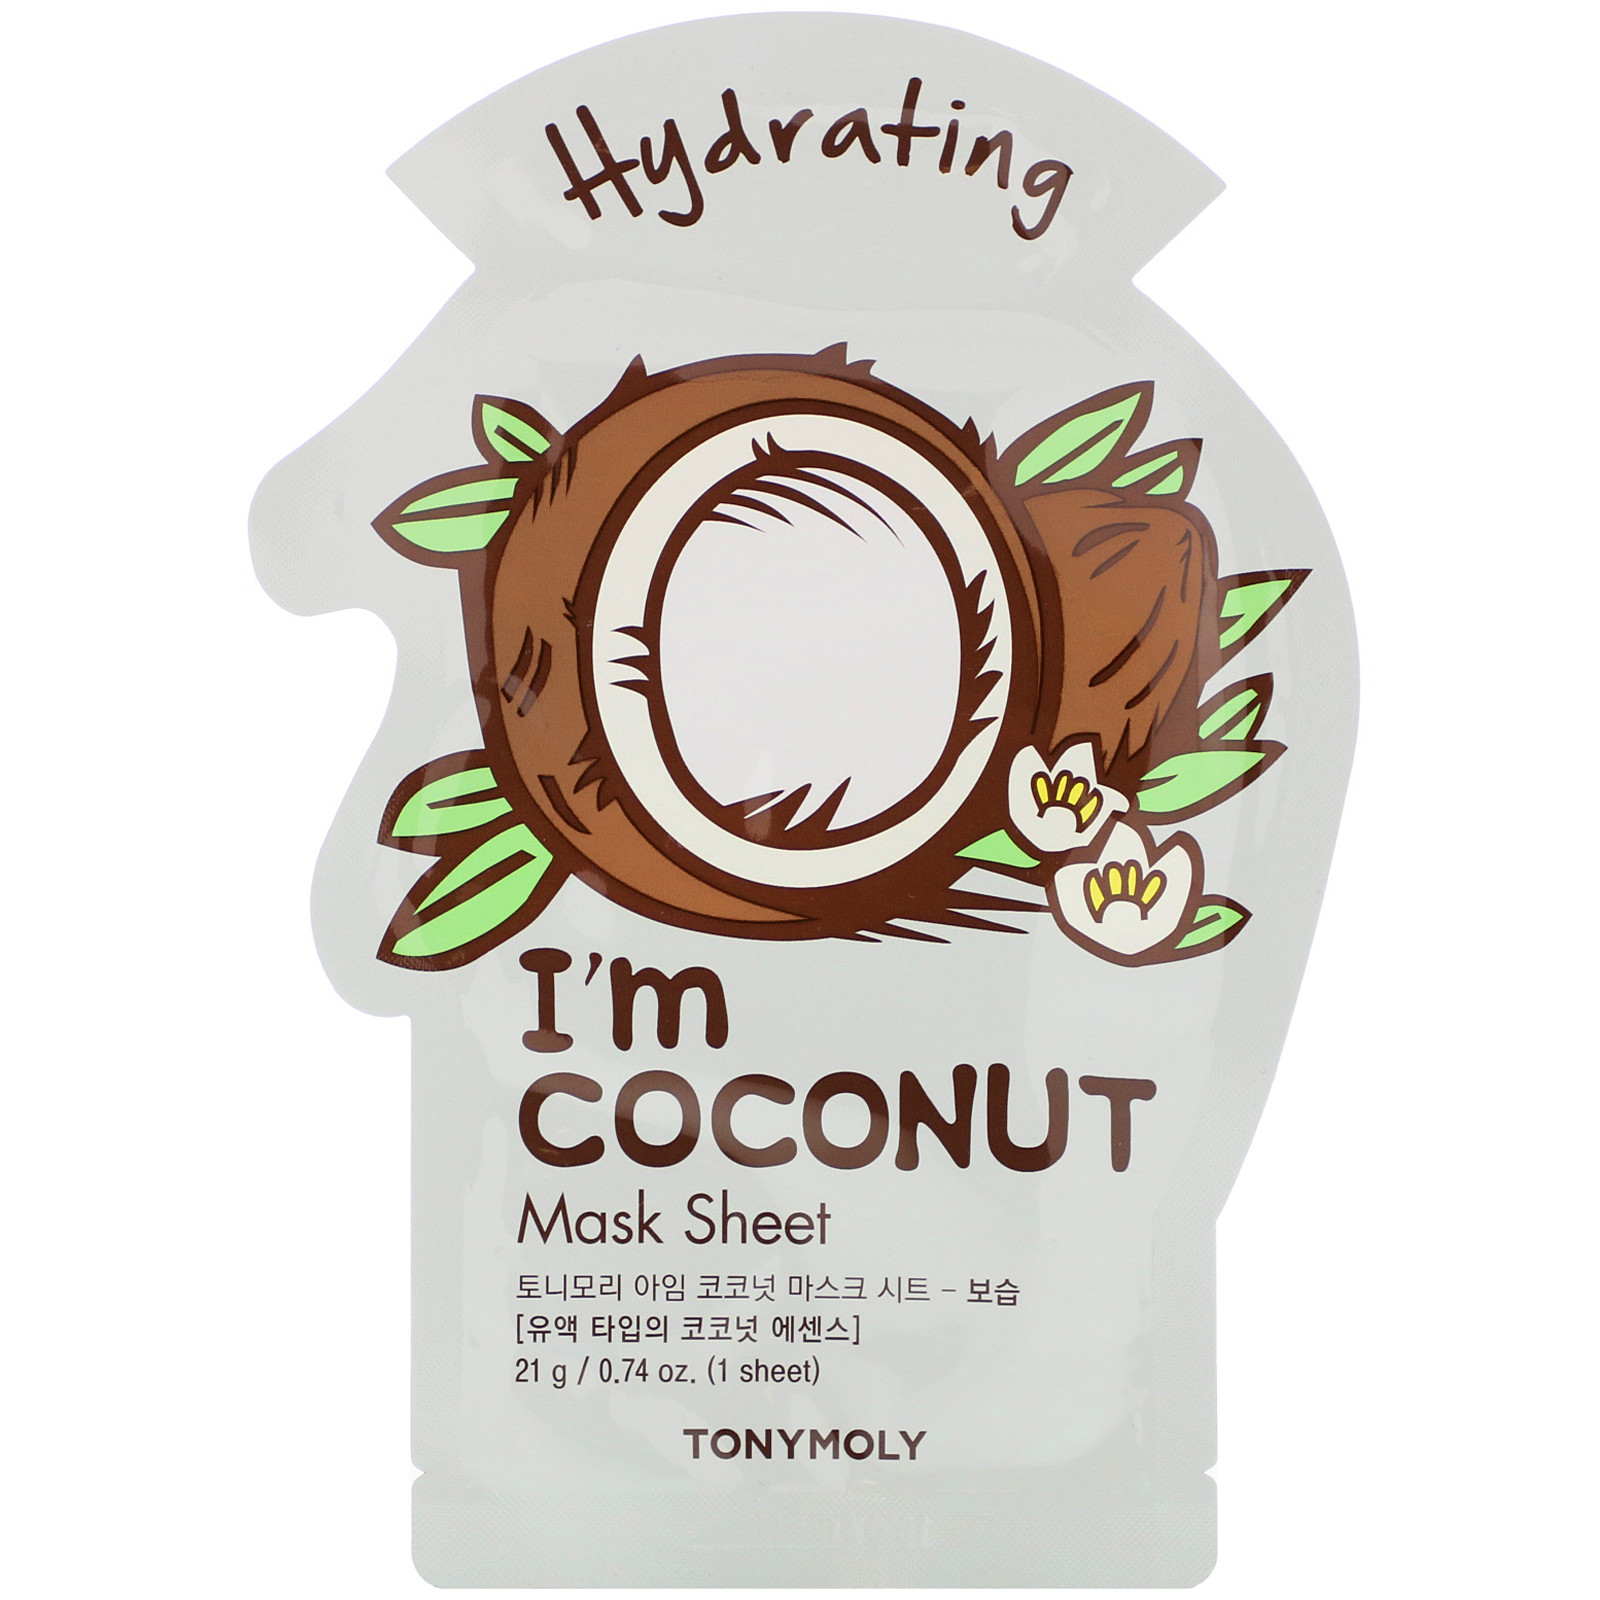 Hydrating
I'm
COCONUT
Mask Sheet
토니모리 아임 코코넛 마스크 시트 - 보습
[유액 타입의 코코넛 에센스]
21 g / 0.74 oz. (1 sheet)
TONYMOLY